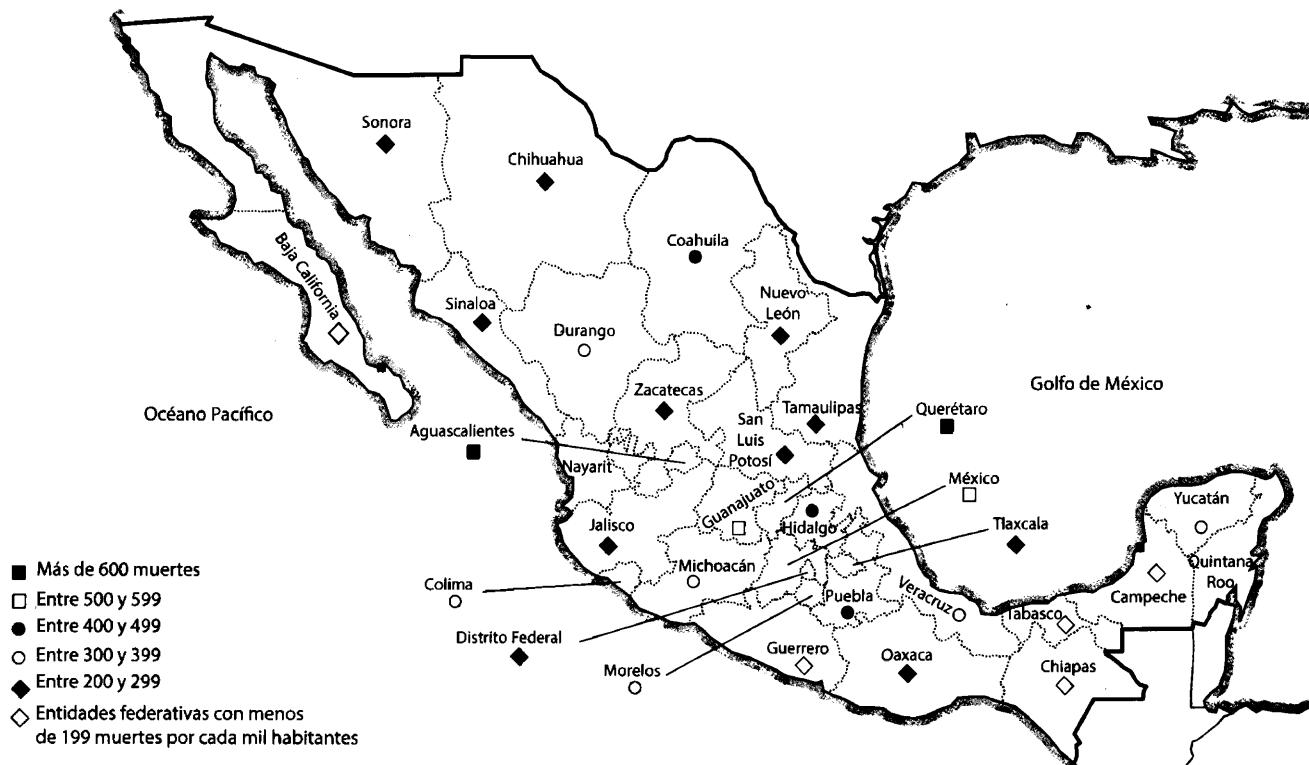 Sonora
Chihuahua
Coahuila
Baja California
Sinaloa
Nuevo
León
Durango
Océano Pacífico
Golfo de México
Zacatecas
Tamaulipas
Querétaro
San
Luis
Potosí
Aguascalientes
Nayarit
México
Guanajuato
Yucatán
Jalisco
Hidalgo
Tlaxcala
Michoacán
Quintana
Roo
Colima
Campeche
Puebla
Veracruz
Tabasco
Distrito Federal
Guerrero
Oaxaca
Chiapas
Morelos
Más de 600 muertes
Entre 500 y 599
Entre 400 y 499
Entre 300 y 399
Entre 200 y 299
Entidades federativas con menos
de 199 muertes por cada mil habitantes